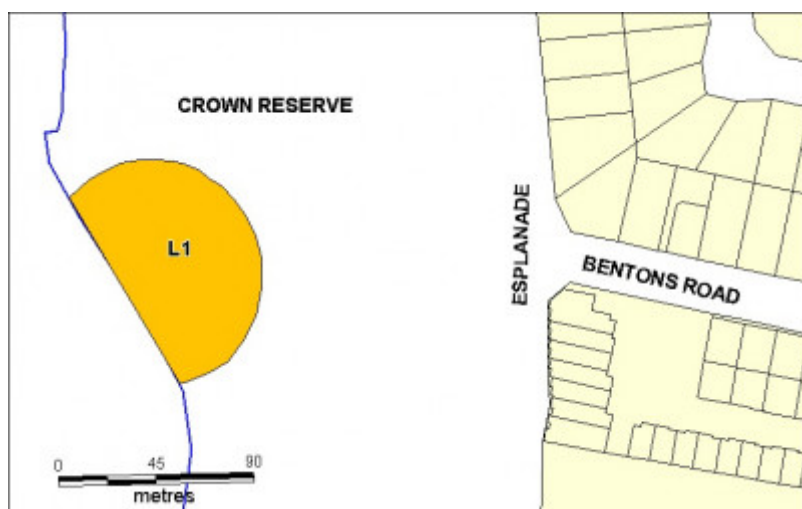 CROWN RESERVE
L1
ESPLANADE
BENTONS ROAD
0 45 90
metres